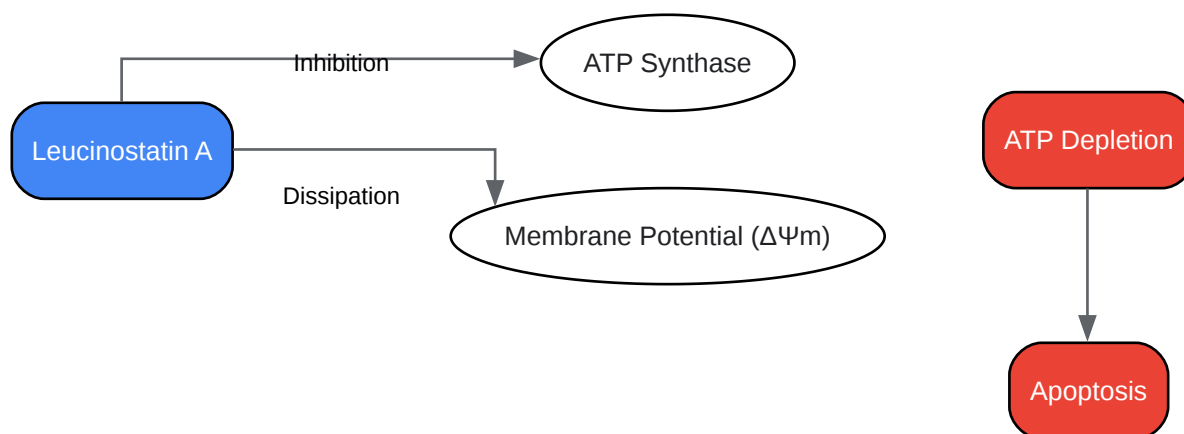 Inhibition
ATP Synthase
Leucinostatin A
ATP Depletion
Dissipation
Membrane Potential (ΔΨm)
Apoptosis